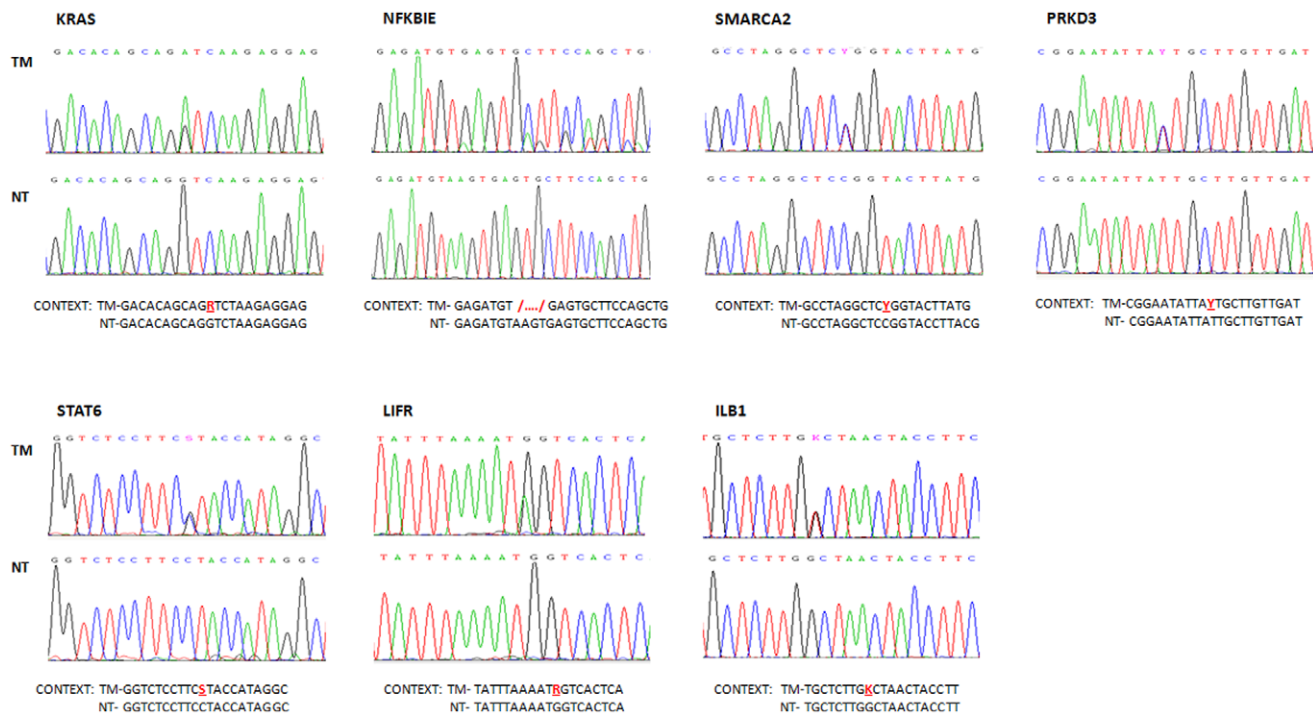 KRAS
NFKBIE
SMARCA2
PRKD3
TM
GACACAGCAGATCAAGAGGAG
GAGATGTGAGTGCTTCCAGCTG
GCCTAGGCTCYGGTACTTATG
CGGAATATTAYTGCTTGTTGAT
NT
GACACAGCAGGTCAAGAGGAG
GAGATGTAAGTGAGTGCTTCCAGCTG
GCCTAGGCTCCGGTACTTATG
CGGAATATTATTGCTTGTTGAT
CONTEXT: TM-GACACAGCAGRTCTAAGAGGAG
NT-GACACAGCAGGTCTAAGAGGAG
CONTEXT: TM- GAGATGT /..../ GAGTGCTTCCAGCTG
NT- GAGATGTAAGTGAGTGCTTCCAGCTG
CONTEXT: TM-GCCTAGGCTCYGGTACTTATG
NT-GCCTAGGCTCCGGTACCTTACG
CONTEXT: TM-CGGAATATTAYTGCTTGTTGAT
NT- CGGAATATTATTGCTTGTTGAT
STAT6
LIFR
ILB1
TM
GGTCTCCTTCSTACCATAGGC
TATTTAAAATGGTCACTCA
TGCTCTTGKCTAACTACCTTC
NT
GGTCTCCTTCCTACCATAGGC
TATTTAAAATGGTCACTC
GCTCTTGGCTAACTACCTTC
CONTEXT: TM-GGTCTCCTTCSTACCATAGGC
NT- GGTCTCCTTCCTACCATAGGC
CONTEXT: TM- TATTTAAAATRGTCACTCA
NT- TATTTAAAATGGTCACTCA
CONTEXT: TM-TGCTCTTGKCTAACTACCTT
NT- TGCTCTTGGCTAACTACCTT